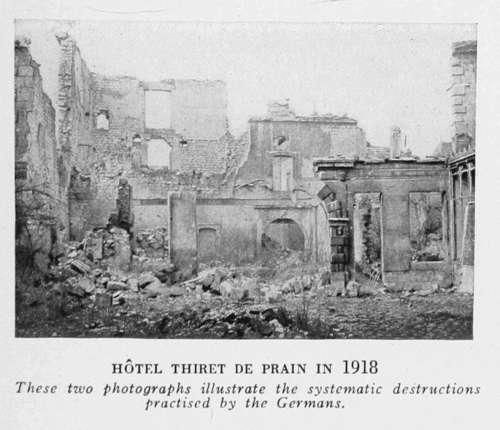 HÔTEL THIRET DE PRAIN IN 1918
These two photographs illustrate the systematic destructions
practised by the Germans.